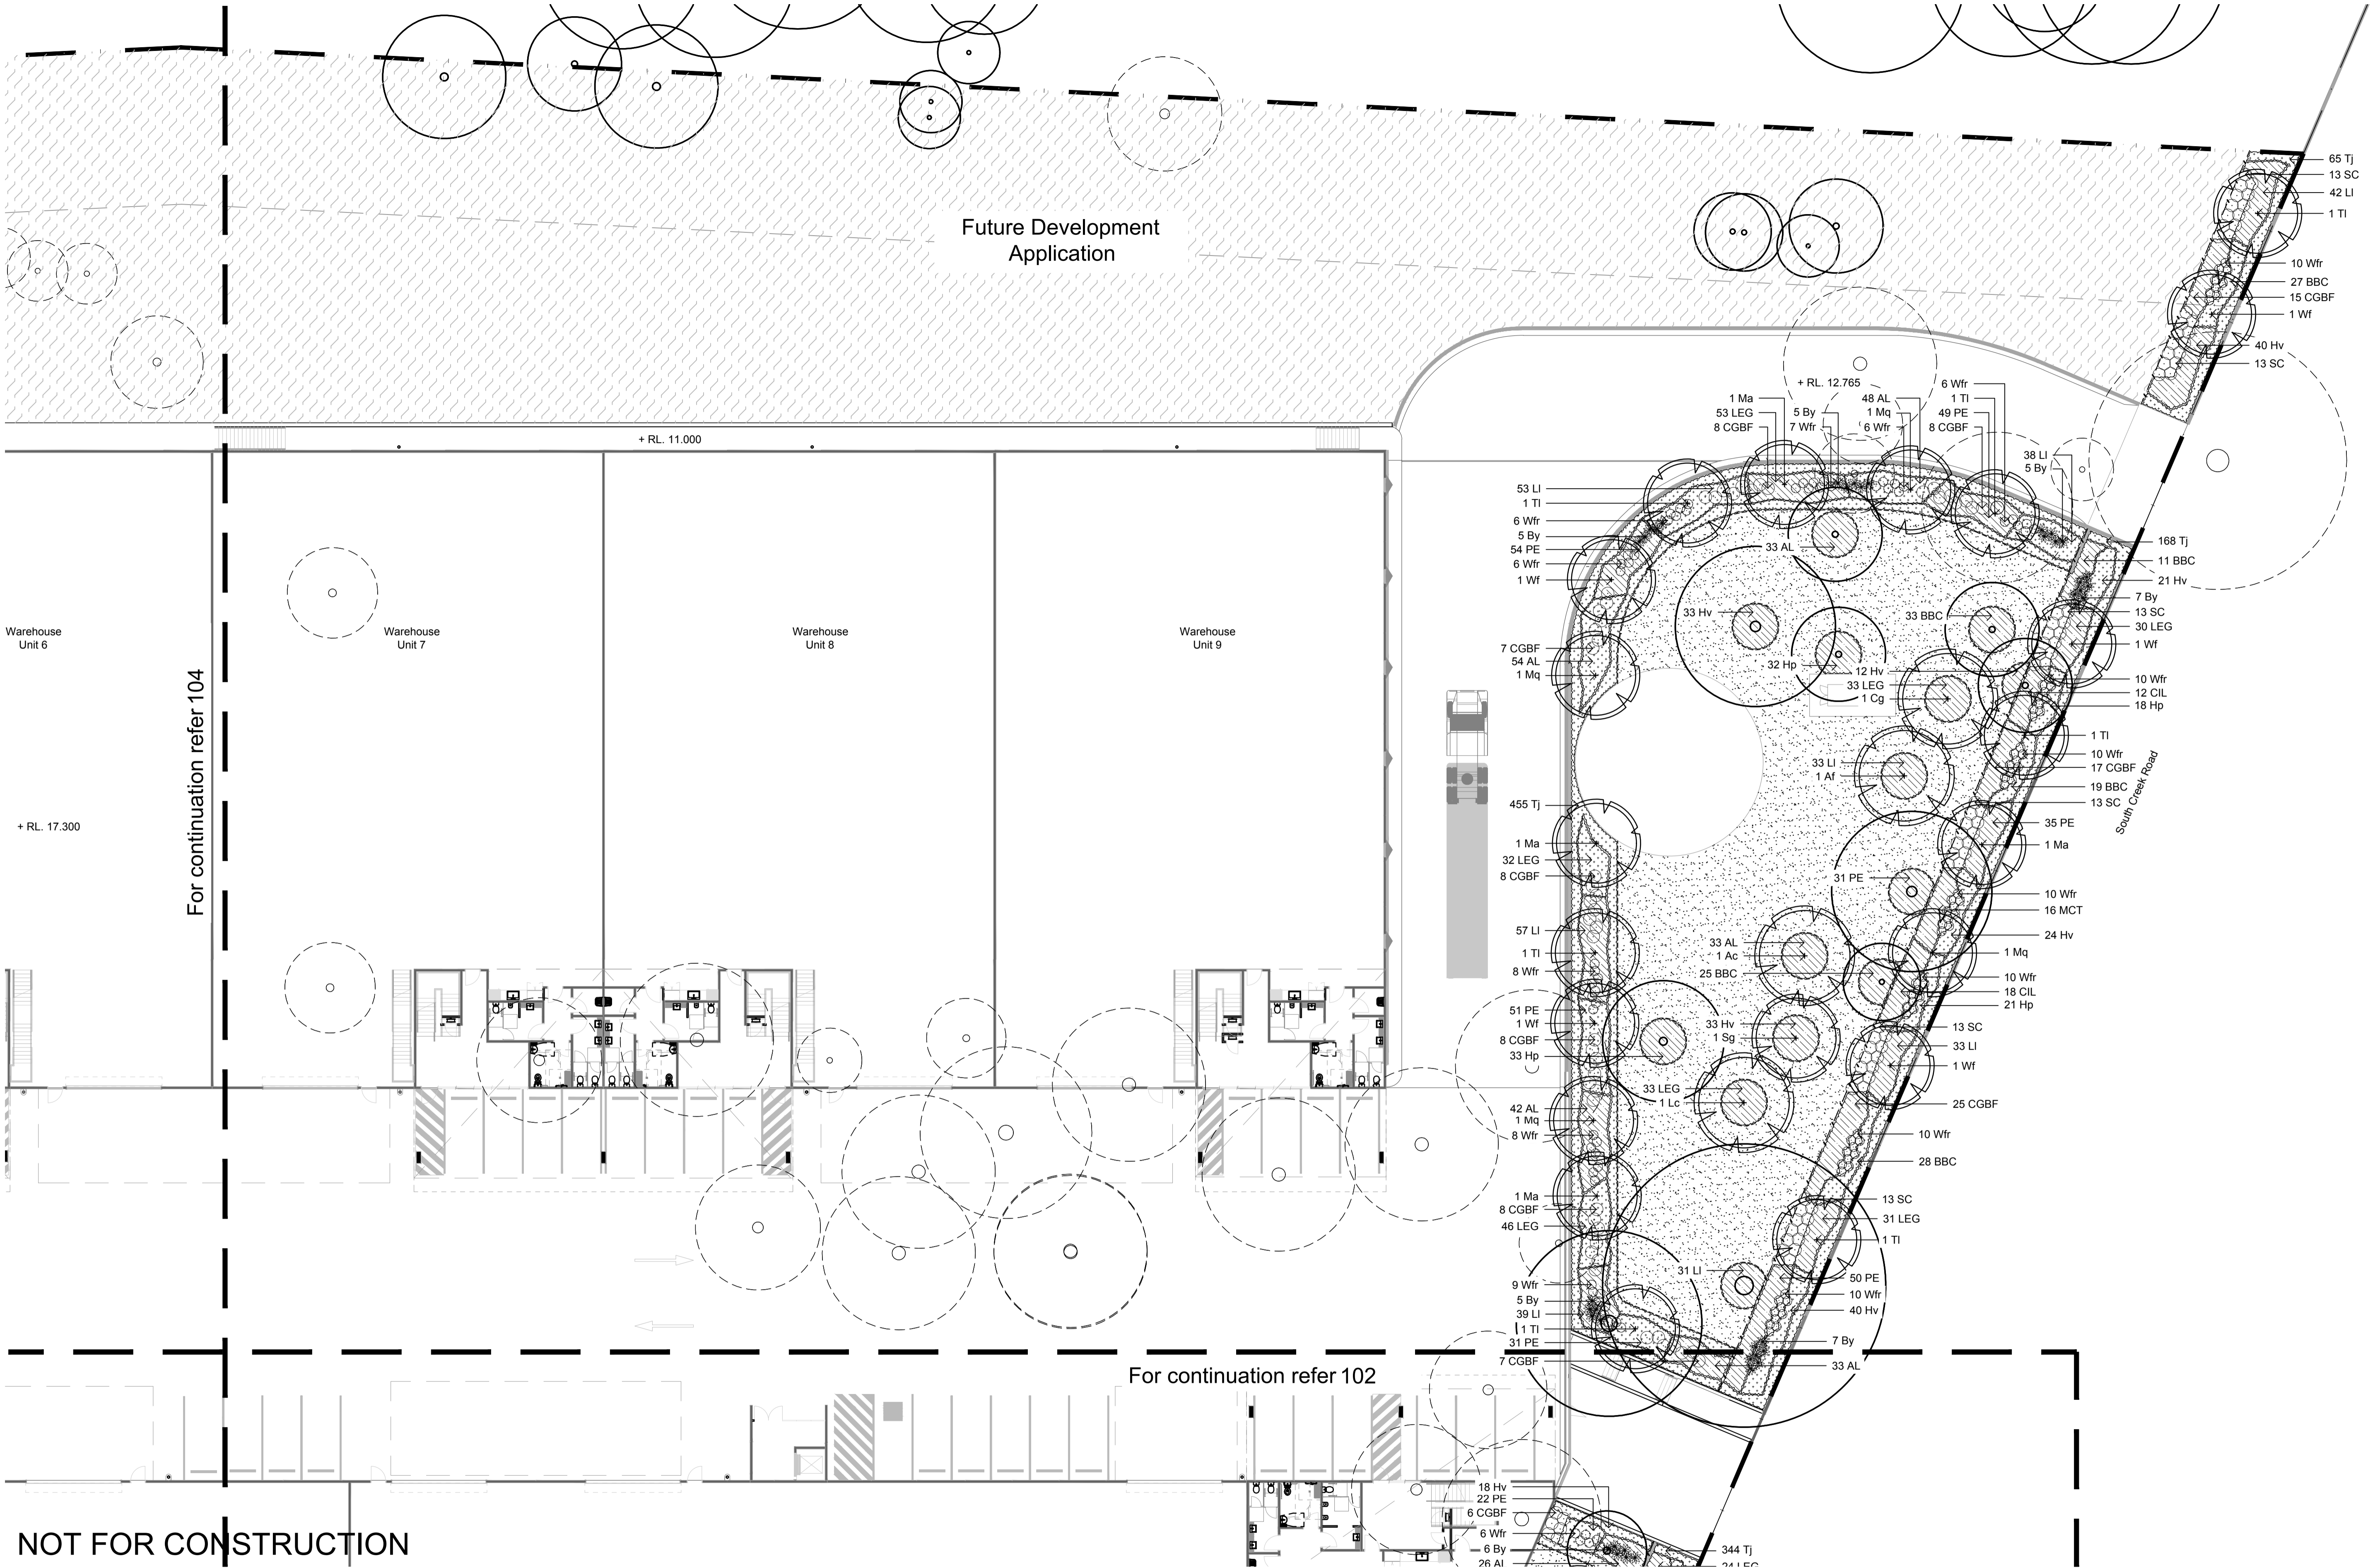 65 Tj
13 SC
42 LI
1 Tl
Future Development
Application
10 Wfr
27 BBC
15 CGBF
1 Wf
40 Hv
13 SC
+ RL. 12.765
6 Wfr
1 Ma
48 AL
1 Tl
53 LEG
5 By
1 Mq
49 PE
8 CGBF
7 Wfr
6 Wfr
8 CGBF
+ RL. 11.000
38 LI
5 By
53 LI
1 Tl
6 Wfr
5 By
54 PE
6 Wfr
1 Wf
33 AL
168 Tj
11 BBC
21 Hv
7 By
13 SC
30 LEG
1 Wf
33 Hv
33 BBC
Warehouse
Unit 6
Warehouse
Unit 7
Warehouse
Unit 8
Warehouse
Unit 9
7 CGBF
54 AL
1 Mq
32 Hp
12 Hv
33 LEG
1 Cg
10 Wfr
12 CIL
18 Hp
For continuation refer 104
1 Tl
10 Wfr
17 CGBF
19 BBC
13 SC
South Creek Road
33 LI
1 Af
455 Tj
+ RL. 17.300
35 PE
1 Ma
1 Ma
32 LEG
8 CGBF
31 PE
10 Wfr
16 MCT
24 Hv
1 Mq
57 LI
1 Tl
8 Wfr
33 AL
1 Ac
25 BBC
10 Wfr
18 CIL
21 Hp
51 PE
1 Wf
8 CGBF
33 Hp
33 Hv
1 Sg
13 SC
33 LI
1 Wf
33 LEG
1 Lc
25 CGBF
42 AL
1 Mq
8 Wfr
10 Wfr
28 BBC
1 Ma
8 CGBF
46 LEG
13 SC
31 LEG
1 Tl
31 LI
9 Wfr
5 By
39 LI
1 Tl
31 PE
7 CGBF
50 PE
10 Wfr
40 Hv
7 By
33 AL
For continuation refer 102
18 Hv
22 PE
6 CGBF
6 Wfr
6 By
26 AL
344 Tj
24 LEG
NOT FOR CONSTRUCTION